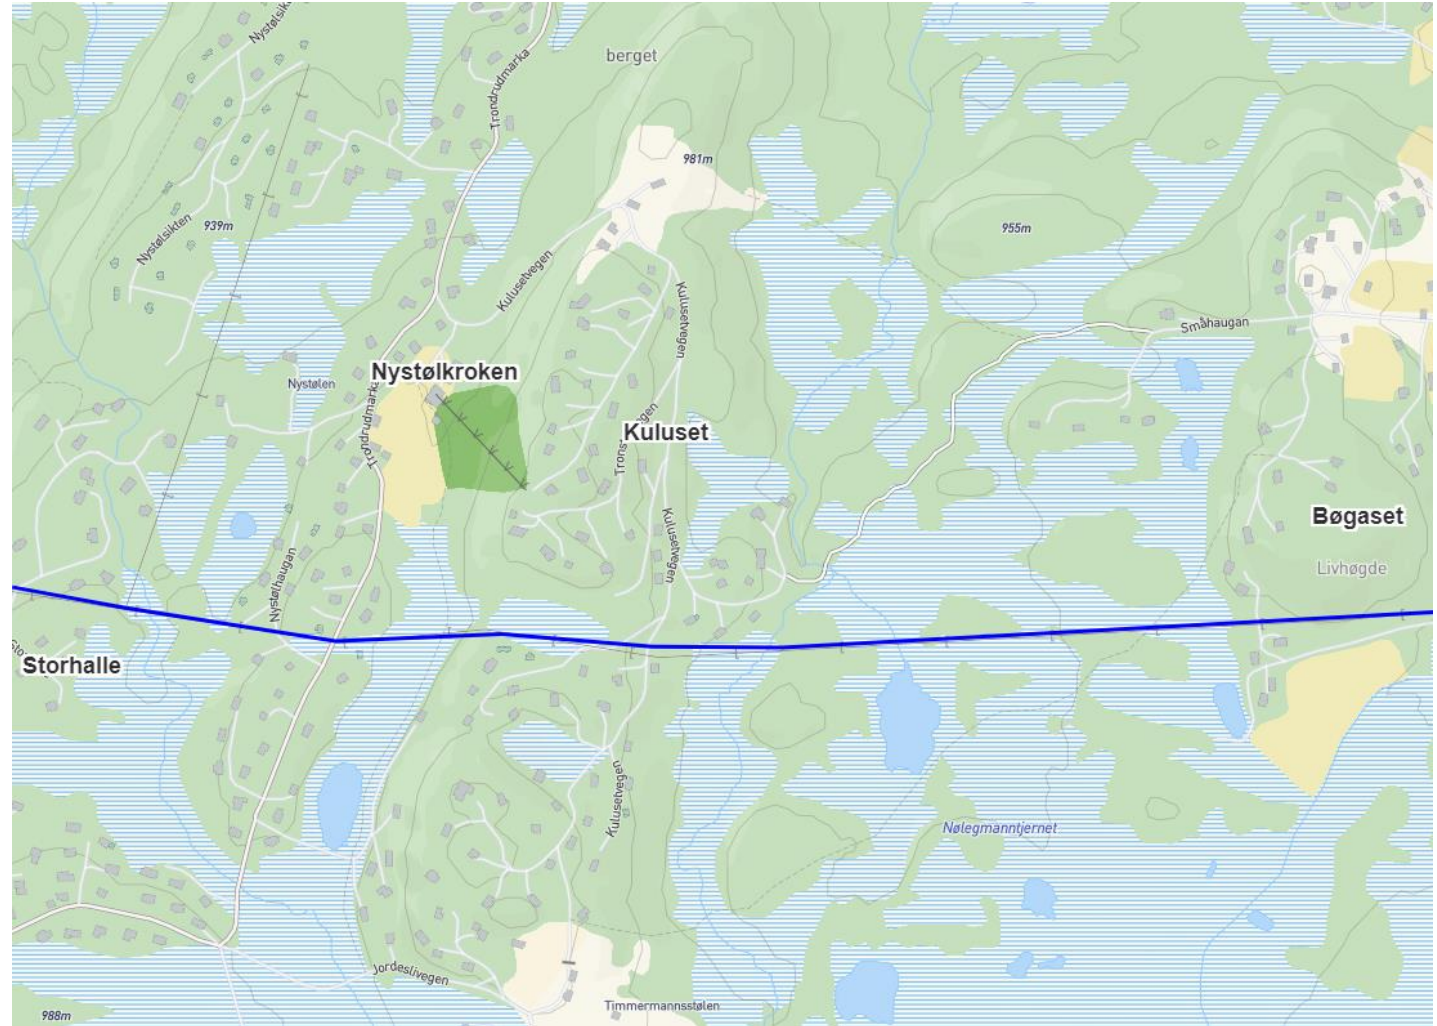 Nystølsi
berget
Trondrudmarka
981m
Nystølsikten
939m
955m
Kulusetvegen
Kulusetvegen
Småhaugan
Nystølkroken
Nystølen
Trondrudmarka
Kuluset
Bøgaset
Kulusetvegen
Livhøgde
Nystølhaugan
Storhalle
Kulusetvegen
Nølegmanntjernet
Jordeslivegen
Timmermannsstølen
988m